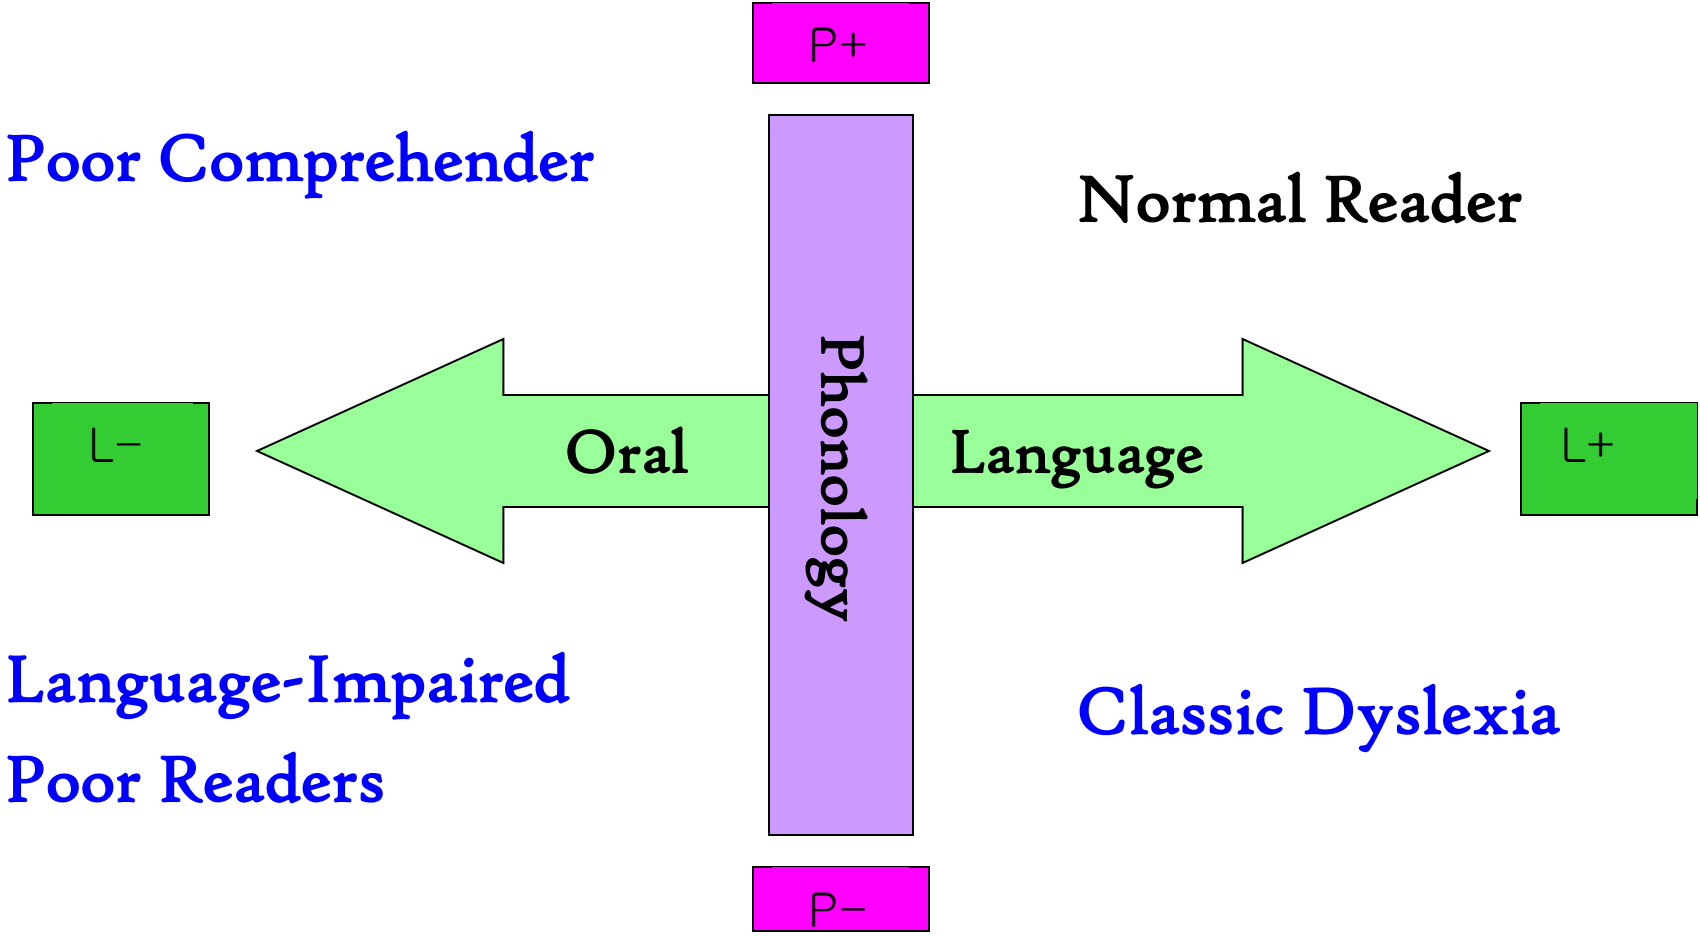 P+
Poor Comprehender
Normal Reader
Phonology
L-
Oral
Language
L+
Language-Impaired
Poor Readers
Classic Dyslexia
P-